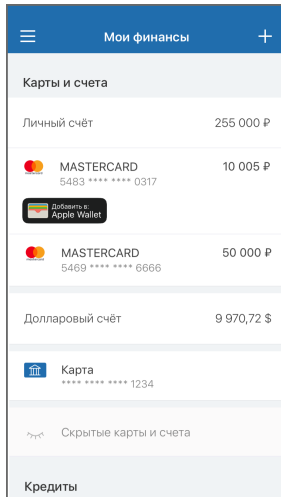 Мои финансы
Карты и счета
Личный счёт 255 000 ₽
MASTERCARD 10 005 ₽
5483 **** **** 0317
Добавить в:
Apple Wallet
MASTERCARD 50 000 ₽
5469 **** **** 6666
Долларовый счёт 9 970,72 $
Карта
**** **** **** 1234
Скрытые карты и счета
Кредиты